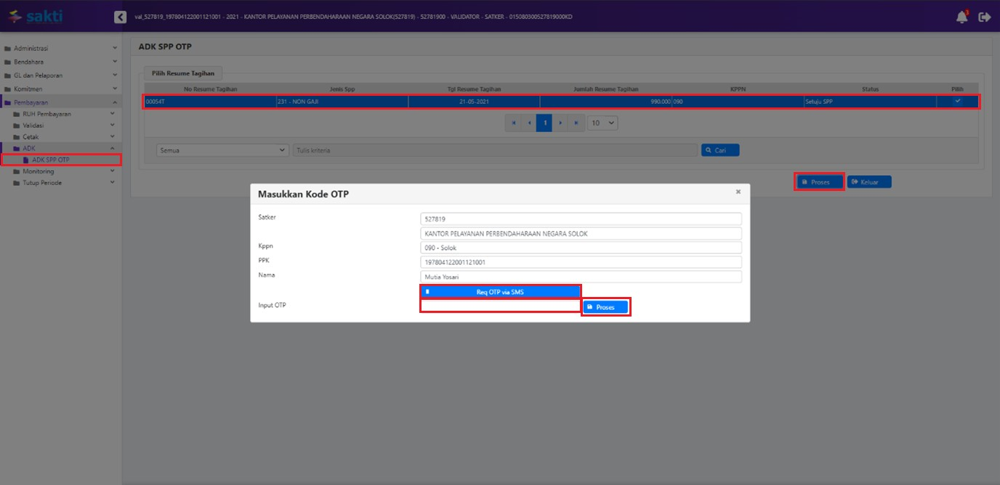 sakti
val_527819_197804122001121001 - 2021 - KANTOR PELAYANAN PERBENDAHARAAN NEGARA SOLOK(527819) - 52781900 - VALIDATOR - SATKER - 015080300527819000KD
Administrasi
Bendahara
GL dan Pelaporan
Komitmen
Pembayaran
RUH Pembayaran
Validasi
Cetak
ADK
ADK SPP OTP
Monitoring
Tutup Periode
ADK SPP OTP
Pilih Resume Tagihan
No Resume Tagihan Jenis Spp Tgl Resume Tagihan Jumlah Resume Tagihan KPPN Status Pilih
00054T 231 - NON GAJI 21-05-2021 990.000 090 Setuju SPP
1 10
Semua Tulis kriteria Cari
Proses Keluar
Masukkan Kode OTP
Satker 527819
KANTOR PELAYANAN PERBENDAHARAAN NEGARA SOLOK
Kppn 090 - Solok
PPK 197804122001121001
Nama Mutia Yosari
Req OTP via SMS
Input OTP Proses